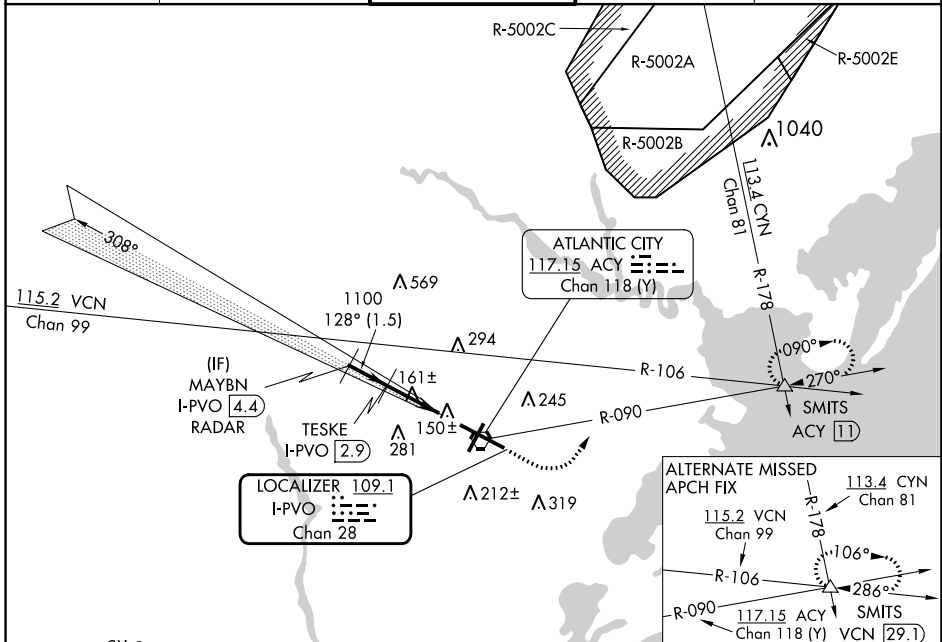 R-5002C
R-5002A
R-5002E
R-5002B
1040
113.4 CYN
Chan 81
R-178
308°
ATLANTIC CITY
117.15 ACY
Chan 118 (Y)
569
1100
128° (1.5)
115.2 VCN
Chan 99
294
R-106
090°
270°
(IF)
MAYBN
I-PVO 4.4
RADAR
161±
245
R-090
SMITS
ACY 11
TESKE
I-PVO 2.9
150±
281
LOCALIZER 109.1
I-PVO
Chan 28
212±
319
ALTERNATE MISSED
APCH FIX
113.4 CYN
Chan 81
R-178
115.2 VCN
Chan 99
106°
R-106
286°
R-090
SMITS
117.15 ACY
Chan 118 (Y)
VCN 29.1